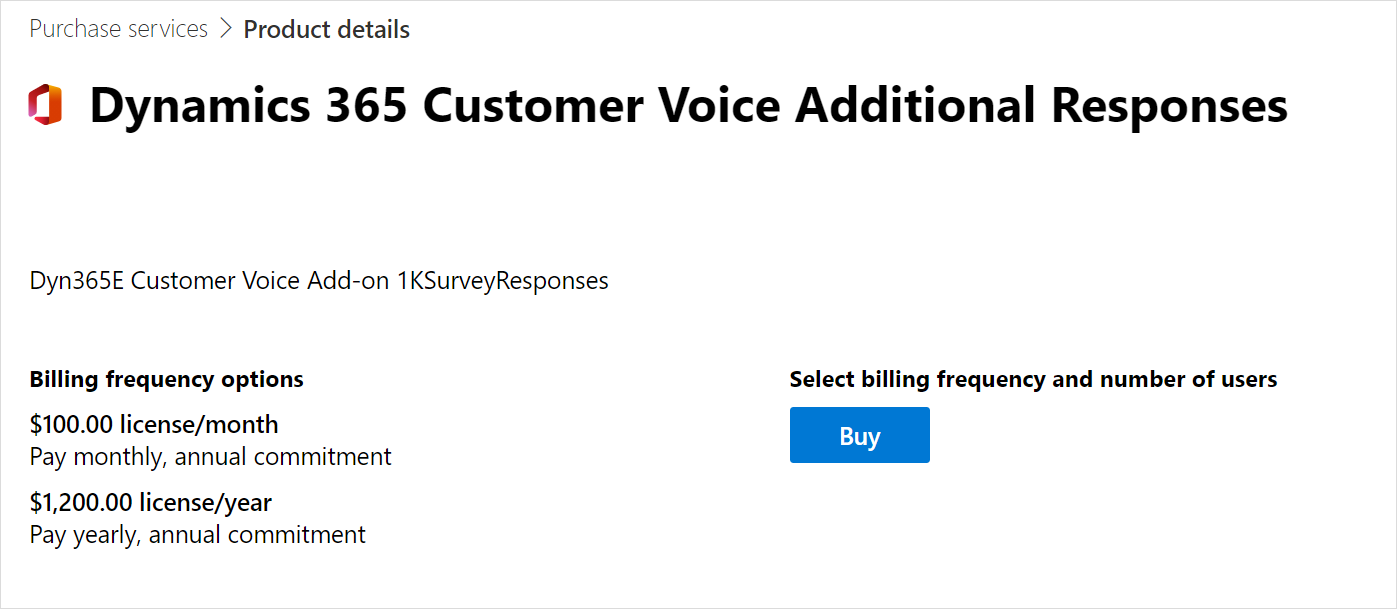 Purchase services > Product details
Dynamics 365 Customer Voice Additional Responses
Dyn365E Customer Voice Add-on 1KSurveyResponses
Billing frequency options
$100.00 license/month
Pay monthly, annual commitment
$1,200.00 license/year
Pay yearly, annual commitment
Select billing frequency and number of users
Buy